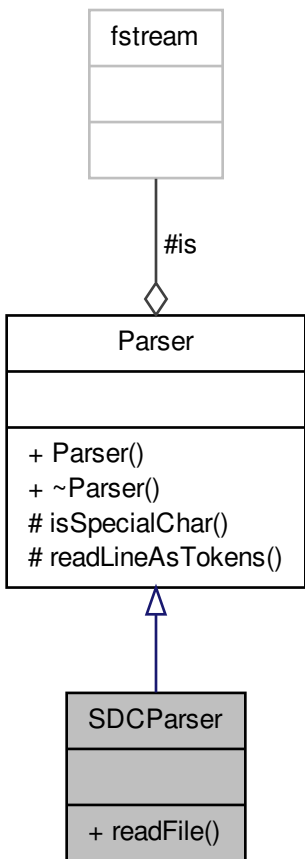 fstream
#is
Parser
+ Parser()
+ ~Parser()
# isSpecialChar()
# readLineAsTokens()
SDCParser
+ readFile()